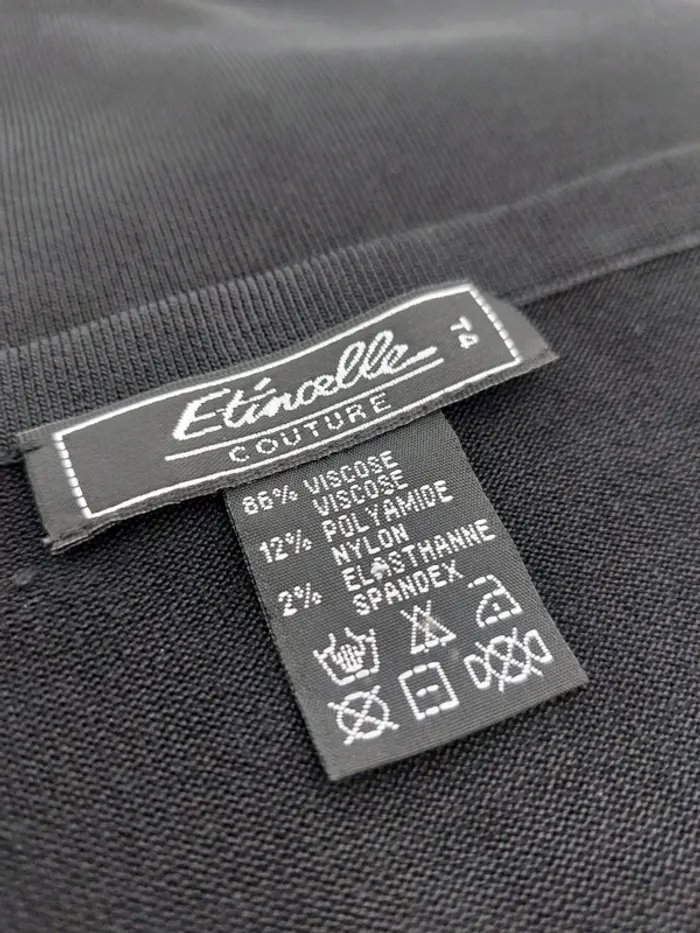 Etincelle
T4
COUTURE
86% VISCOSE
VISCOSE
12% POLYAMIDE
NYLON
2% ELASTHANNE
SPANDEX